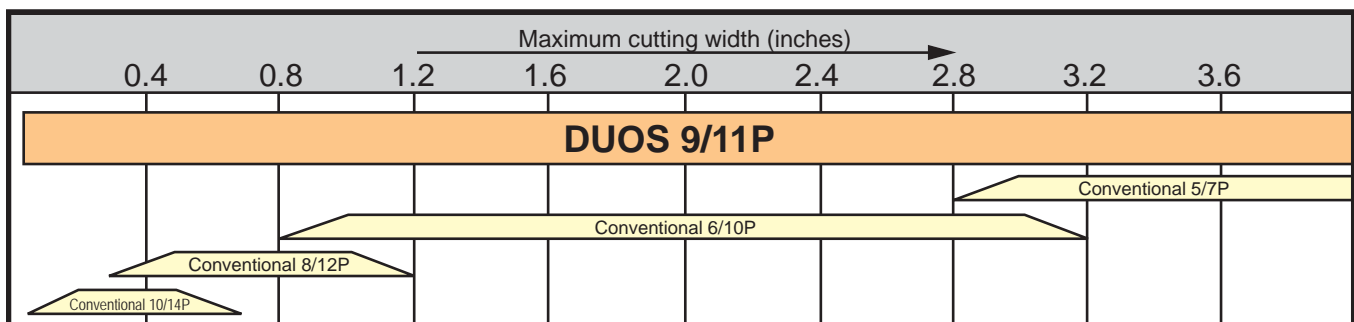 Maximum cutting width (inches)
0.4 0.8 1.2 1.6 2.0 2.4 2.8 3.2 3.6
DUOS 9/11P
Conventional 5/7P
Conventional 6/10P
Conventional 8/12P
Conventional 10/14P